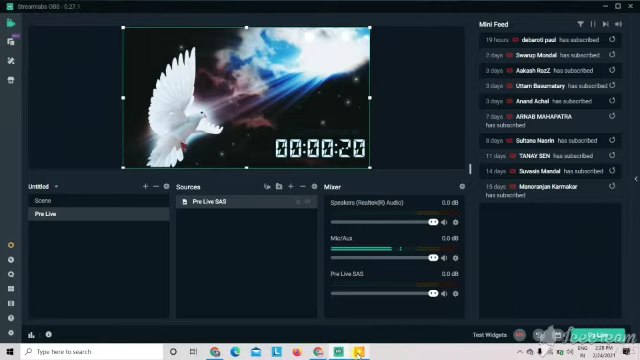 Streamlabs OBS - 0.27.1
Mini Feed
19 hours debaroti paul has subscribed
2 days Swarup Mondal has subscribed
3 days Aakash RazZ has subscribed
3 days Uttam Basumatary has subscribed
3 days Anand Achal has subscribed
7 days ARNAB MAHAPATRA
has subscribed
8 days Sultana Nasrin has subscribed
11 days TANAY SEN has subscribed
14 days Suvasis Mandal has subscribed
15 days Manoranjan Karmakar
has subscribed
00:00:20
Untitled
Scene
Pre Live
Sources
Pre Live SAS
Mixer
Speakers (Realtek(R) Audio) 0.0 dB
Mic/Aux 0.0 dB
Pre Live SAS 0.0 dB
Test Widgets
Go Live
Icecream
Type here to search
ENG
IN
2:28 PM
2/24/2021